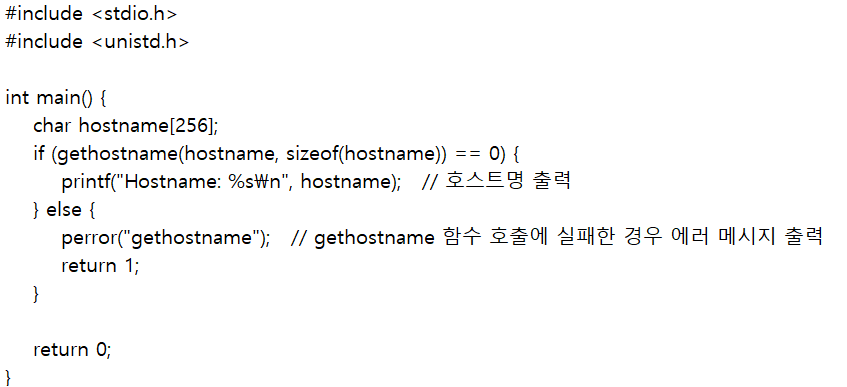 #include <stdio.h>
#include <unistd.h>
int main() {
char hostname[256];
if (gethostname(hostname, sizeof(hostname)) == 0) {
printf("Hostname: %s₩n", hostname);   // 호스트명 출력
} else {
perror("gethostname");   // gethostname 함수 호출에 실패한 경우 에러 메시지 출력
return 1;
}
return 0;
}